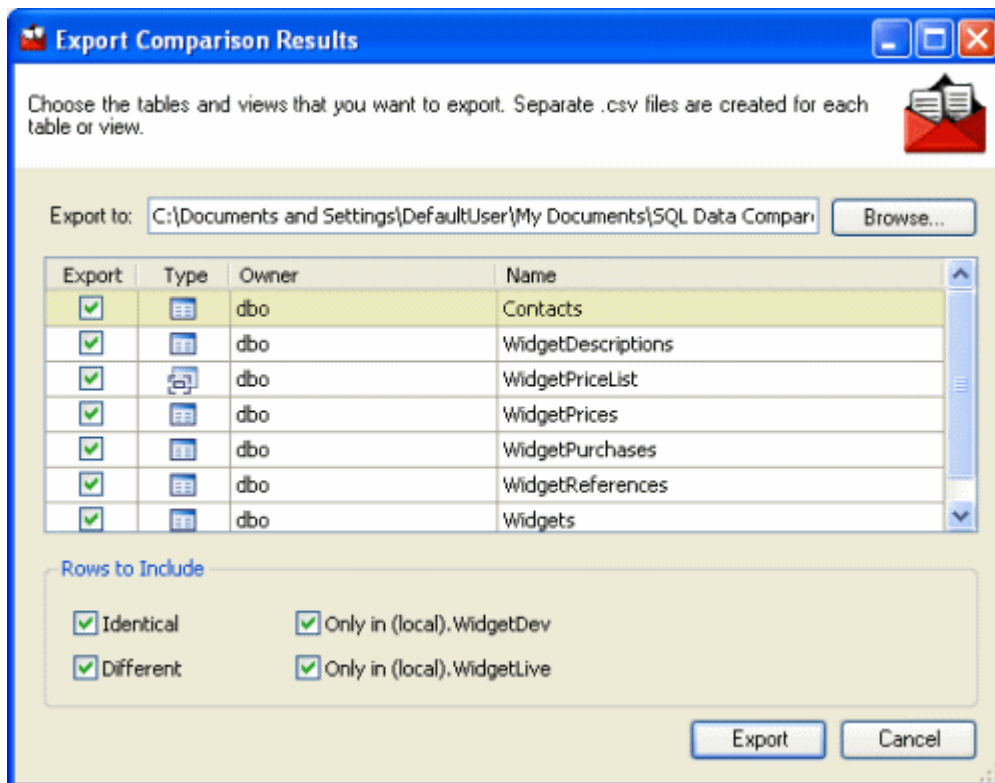 Export Comparison Results
Choose the tables and views that you want to export. Separate .csv files are created for each
table or view.
Export to: C:\Documents and Settings\DefaultUser\My Documents\SQL Data Compar Browse...
Export Type Owner Name
dbo Contacts
dbo WidgetDescriptions
dbo WidgetPriceList
dbo WidgetPrices
dbo WidgetPurchases
dbo WidgetReferences
dbo Widgets
Rows to Include
Identical Only in (local).WidgetDev
Different Only in (local).WidgetLive
Export Cancel